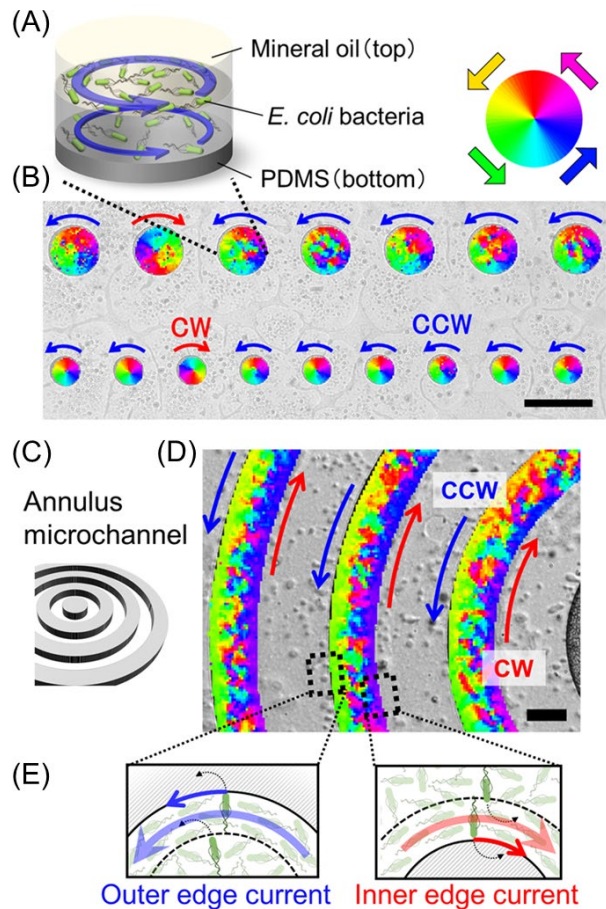 (A)
Mineral oil (top)
E. coli bacteria
PDMS (bottom)
(B)
CW
CCW
(C)
(D)
Annulus
microchannel
CCW
CW
(E)
Outer edge current
Inner edge current